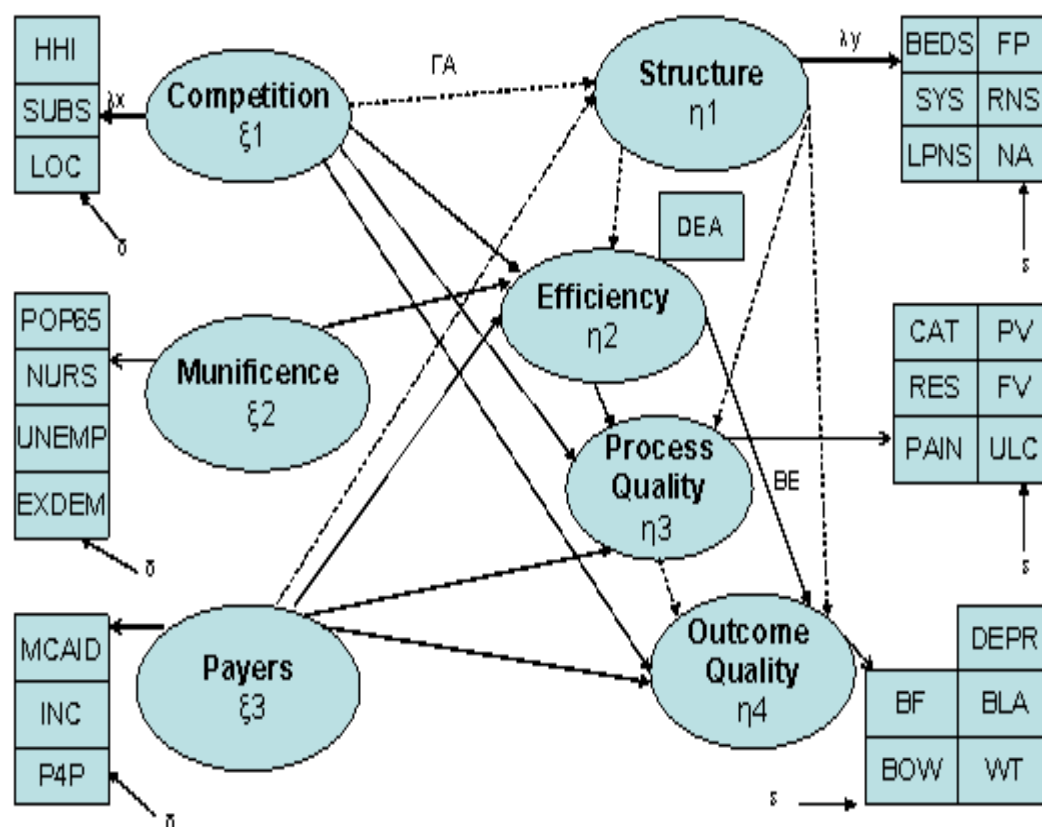 HHI
SUBS
LOC
δ
λx
Competition
ξ1
ΓA
Structure
η1
λy
BEDS FP
SYS RNS
LPNS NA
ε
DEA
Efficiency
η2
POP65
NURS
UNEMP
EXDEM
δ
Munificence
ξ2
CAT PV
RES FV
PAIN ULC
ε
Process
Quality
η3
BE
MCAID
INC
P4P
δ
Payers
ξ3
Outcome
Quality
η4
DEPR
BF BLA
BOW WT
ε